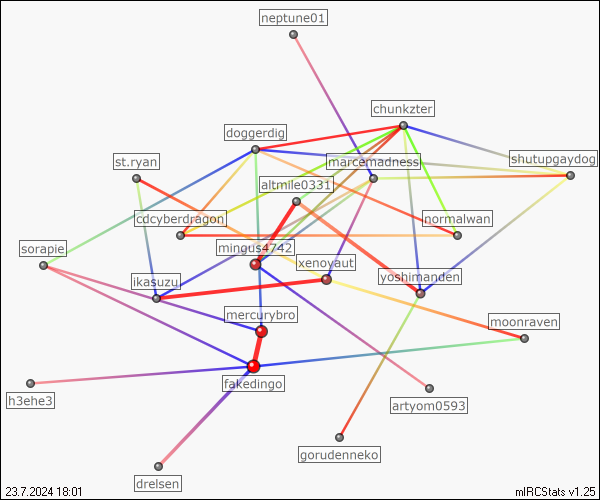 neptune01
chunkzter
doggerdig
marcemadness
shutupgaydog
st.ryan
altmile0331
cdcyberdragon
normalwan
mingus4742
sorapie
xenoyaut
yoshimanden
ikasuzu
mercurybro
moonraven
fakedingo
h3ehe3
artyom0593
gorudenneko
drelsen
23.7.2024 18:01
mIRCStats v1.25